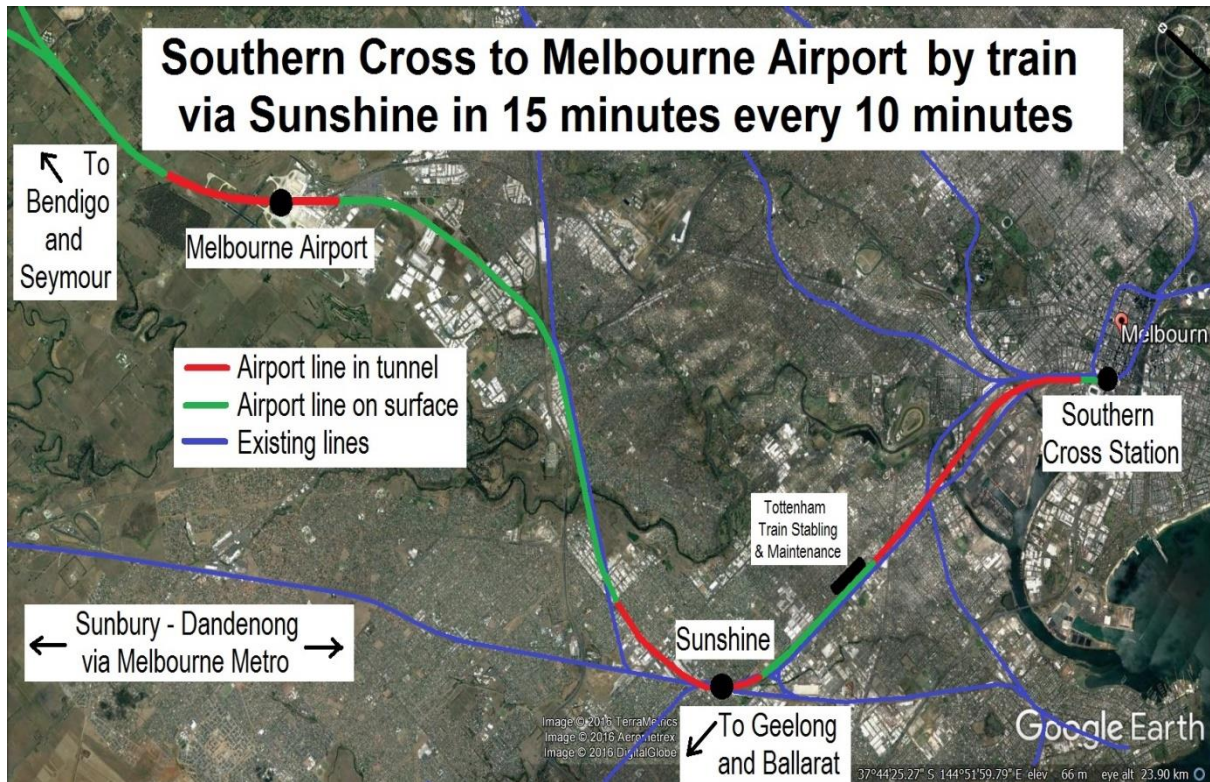 Southern Cross to Melbourne Airport by train
via Sunshine in 15 minutes every 10 minutes
To
Bendigo
and
Seymour
Melbourne Airport
Melbourn
Airport line in tunnel
Airport line on surface
Existing lines
Southern
Cross Station
Tottenham
Train Stabling
& Maintenance
Sunbury - Dandenong
via Melbourne Metro
Sunshine
To Geelong
and Ballarat
Image © 2016 TerraMetrics
Image © 2016 Aerometrex
Image © 2016 DigitalGlobe
Google Earth
37°44'25.27" S 144°51'59.79" E elev 66 m eye alt 23.90 km